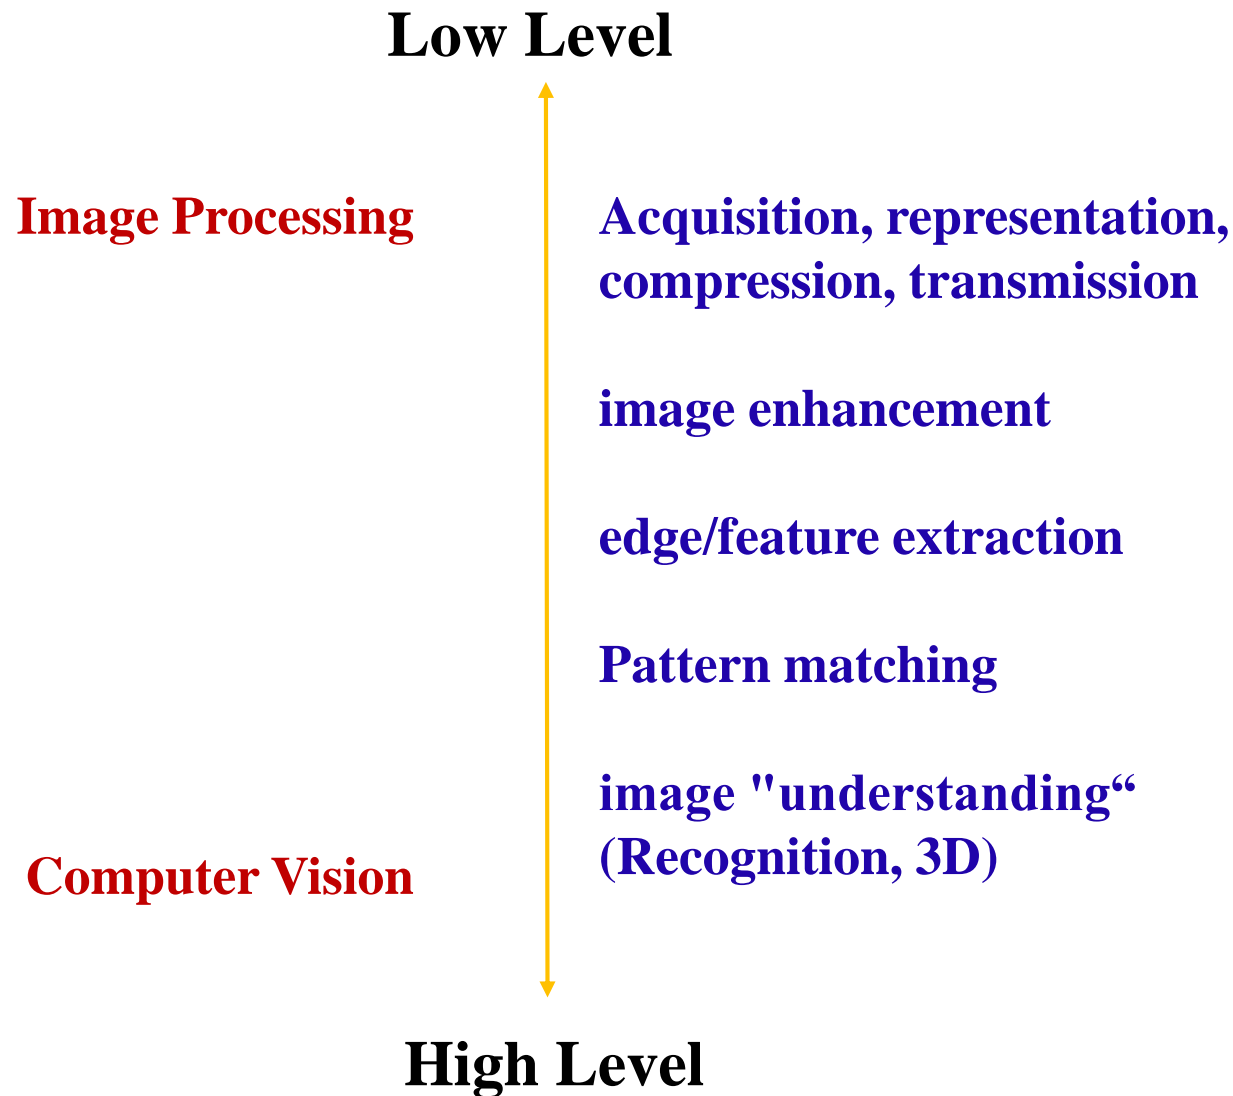 Low Level
Image Processing
Acquisition, representation,
compression, transmission
image enhancement
edge/feature extraction
Pattern matching
image "understanding“
(Recognition, 3D)
Computer Vision
High Level